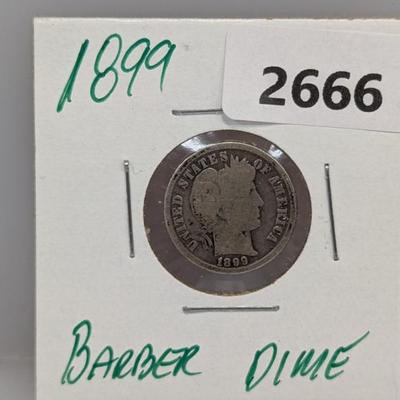 1899
2666
UNITED STATES OF AMERICA
1899
BARBER DIME